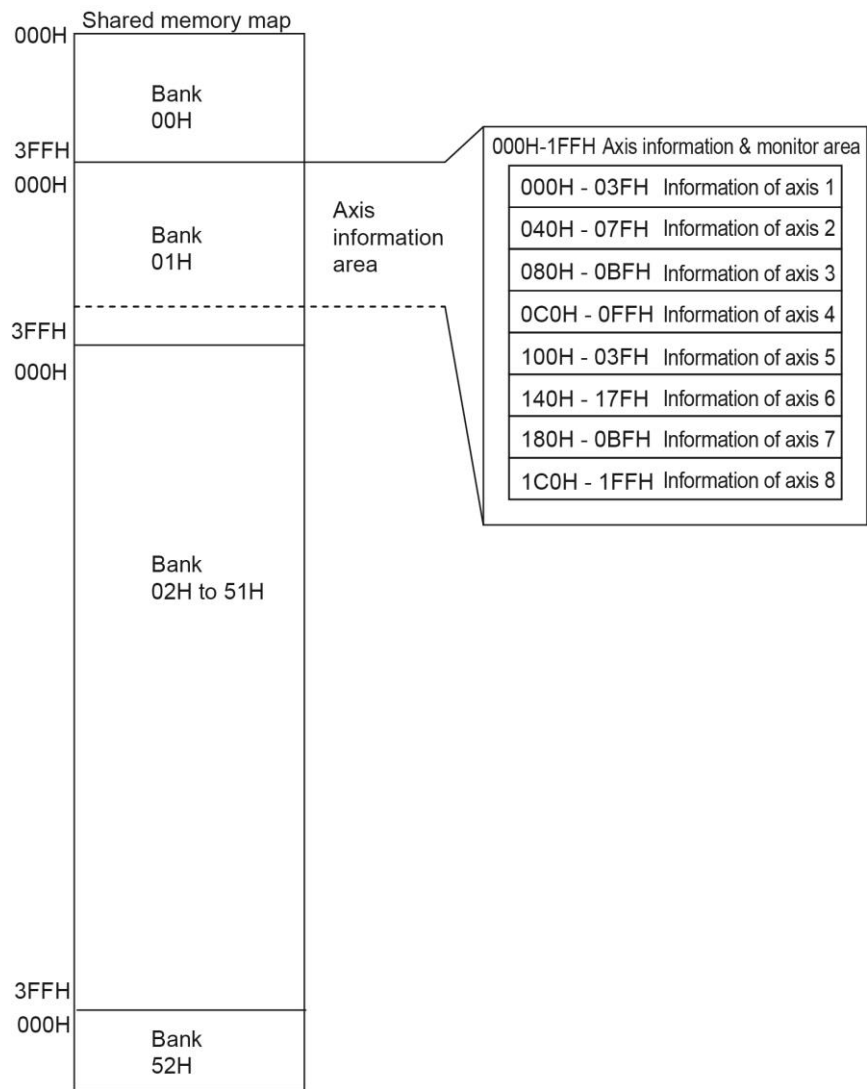 Shared memory map
000H
Bank
00H
3FFH
000H
Bank
01H
3FFH
000H
Axis
information
area
000H-1FFH Axis information & monitor area
000H - 03FH Information of axis 1
040H - 07FH Information of axis 2
080H - 0BFH Information of axis 3
0C0H - 0FFH Information of axis 4
100H - 03FH Information of axis 5
140H - 17FH Information of axis 6
180H - 0BFH Information of axis 7
1C0H - 1FFH Information of axis 8
Bank
02H to 51H
3FFH
000H
Bank
52H